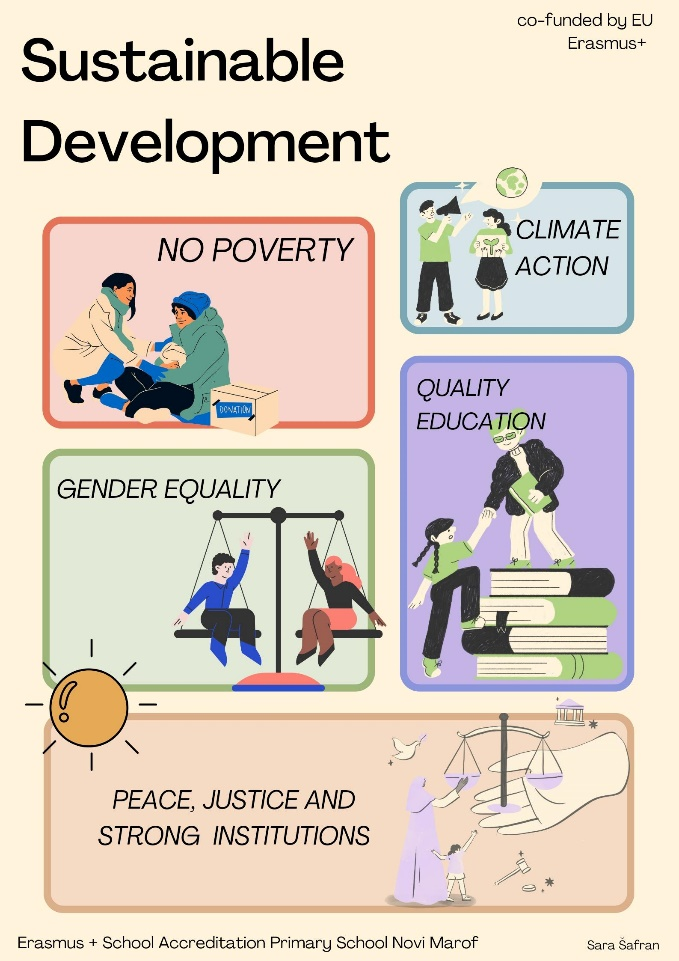 co-funded by EU
Erasmus+
Sustainable
Development
NO POVERTY
DONATION
CLIMATE
ACTION
QUALITY
EDUCATION
GENDER EQUALITY
PEACE, JUSTICE AND
STRONG INSTITUTIONS
Erasmus + School Accreditation Primary School Novi Marof
Sara Šafran